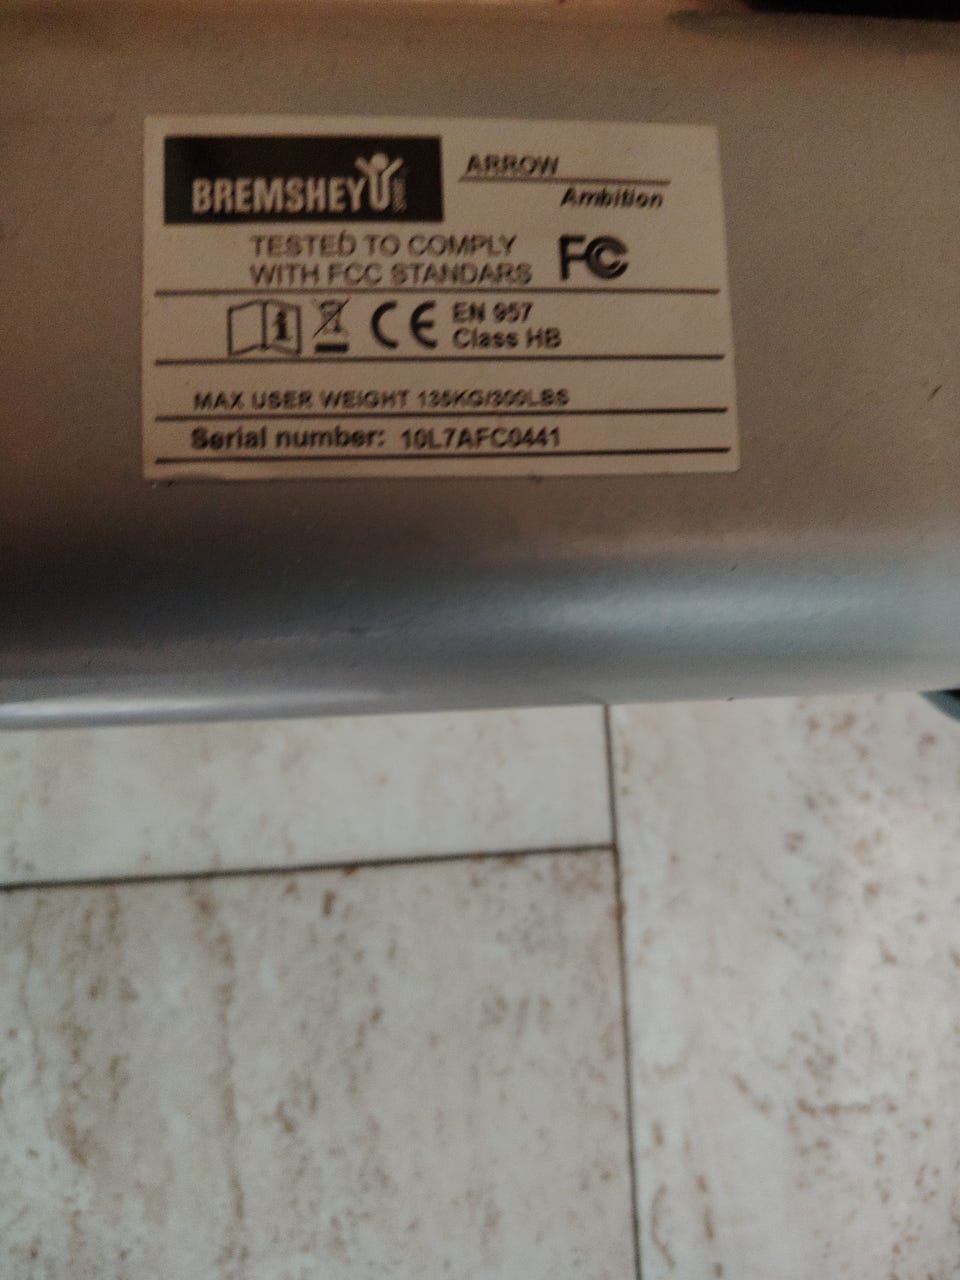 BREMSHEY SPORT
ARROW
Ambition
TESTED TO COMPLY
WITH FCC STANDARS
FC
CE
EN 957
Class HB
MAX USER WEIGHT 135KG/300LBS
Serial number: 10L7AFC0441